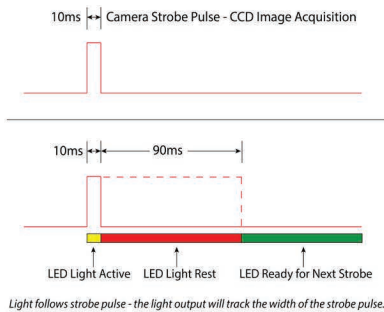 10ms Camera Strobe Pulse - CCD Image Acquisition
10ms 90ms
LED Light Active LED Light Rest LED Ready for Next Strobe
Light follows strobe pulse - the light output will track the width of the strobe pulse.